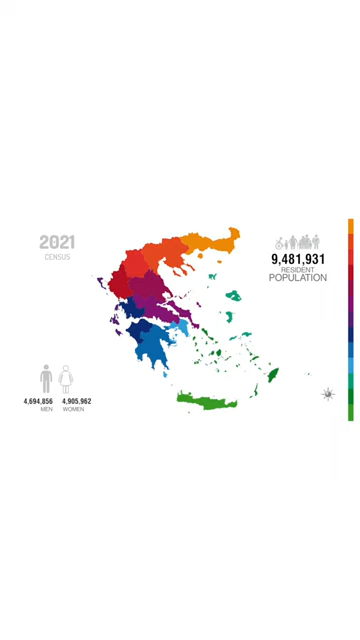 2021
CENSUS
9,481,931
RESIDENT
POPULATION
4,694,856 4,905,962
MEN WOMEN